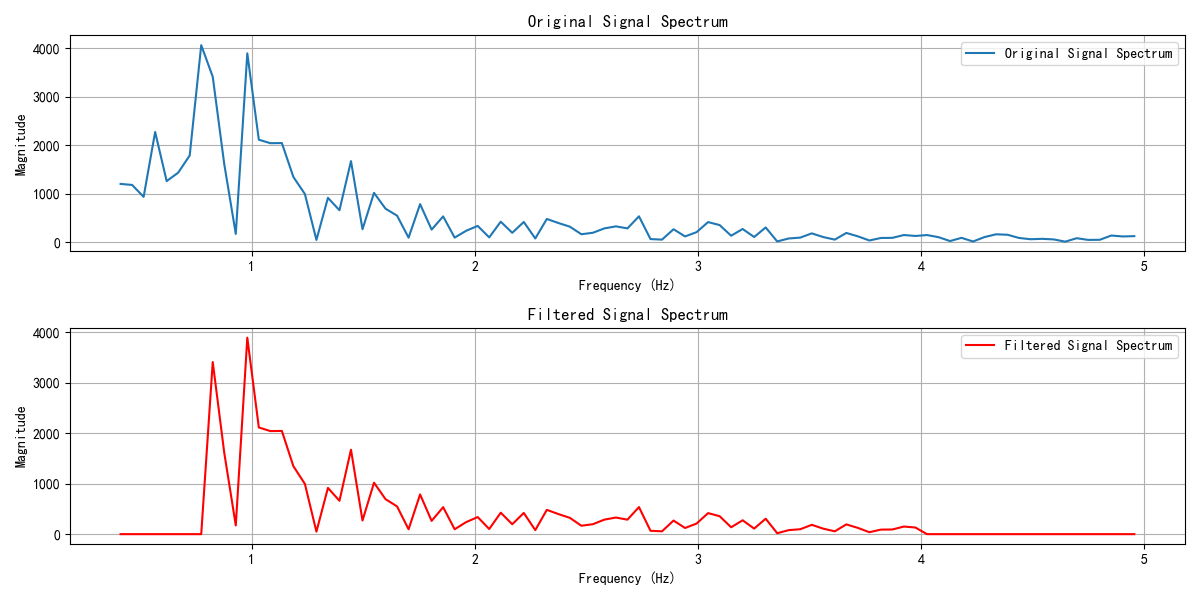 Original Signal Spectrum
Original Signal Spectrum
4000
3000
2000
1000
0
Magnitude
1 2 3 4 5
Frequency (Hz)
Filtered Signal Spectrum
Filtered Signal Spectrum
4000
3000
2000
1000
0
Magnitude
1 2 3 4 5
Frequency (Hz)